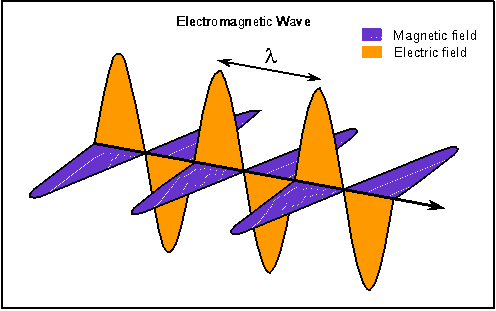 Electromagnetic Wave
Magnetic field
Electric field
λ